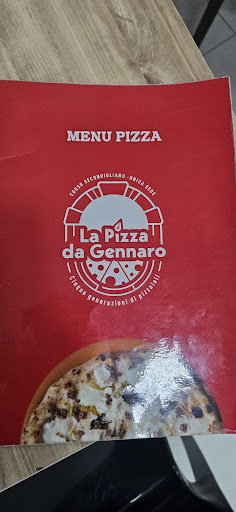 MENU PIZZA
CORSO SECONDIGLIANO - UNICA SEDE
La Pizza
da Gennaro
Cinque generazioni di pizzaioli